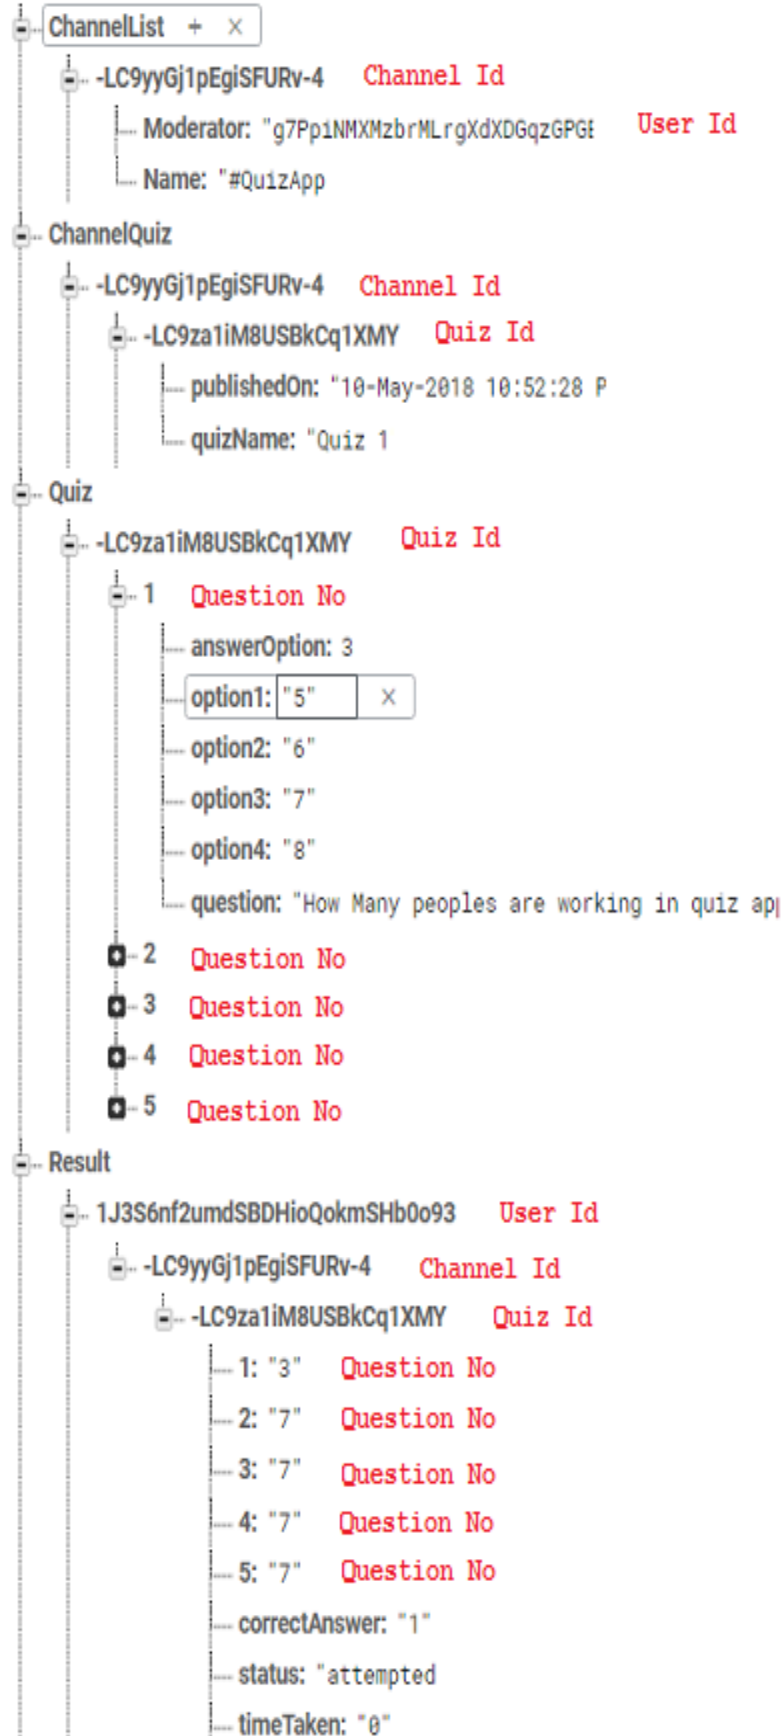 ChannelList + ×
-LC9yyGj1pEgiSFURv-4 Channel Id
Moderator: "g7PpiNMXMzbrMLrgXdXDGqzGPGE User Id
Name: "#QuizApp
ChannelQuiz
-LC9yyGj1pEgiSFURv-4 Channel Id
-LC9za1iM8USBkCq1XMY Quiz Id
publishedOn: "10-May-2018 10:52:28 P
quizName: "Quiz 1
Quiz
-LC9za1iM8USBkCq1XMY Quiz Id
1 Question No
answerOption: 3
option1: "5" ×
option2: "6"
option3: "7"
option4: "8"
question: "How Many peoples are working in quiz ap
2 Question No
3 Question No
4 Question No
5 Question No
Result
1J3S6nf2umdSBDHioQokmSHb0o93 User Id
-LC9yyGj1pEgiSFURv-4 Channel Id
-LC9za1iM8USBkCq1XMY Quiz Id
1: "3" Question No
2: "7" Question No
3: "7" Question No
4: "7" Question No
5: "7" Question No
correctAnswer: "1"
status: "attempted
timeTaken: "0"